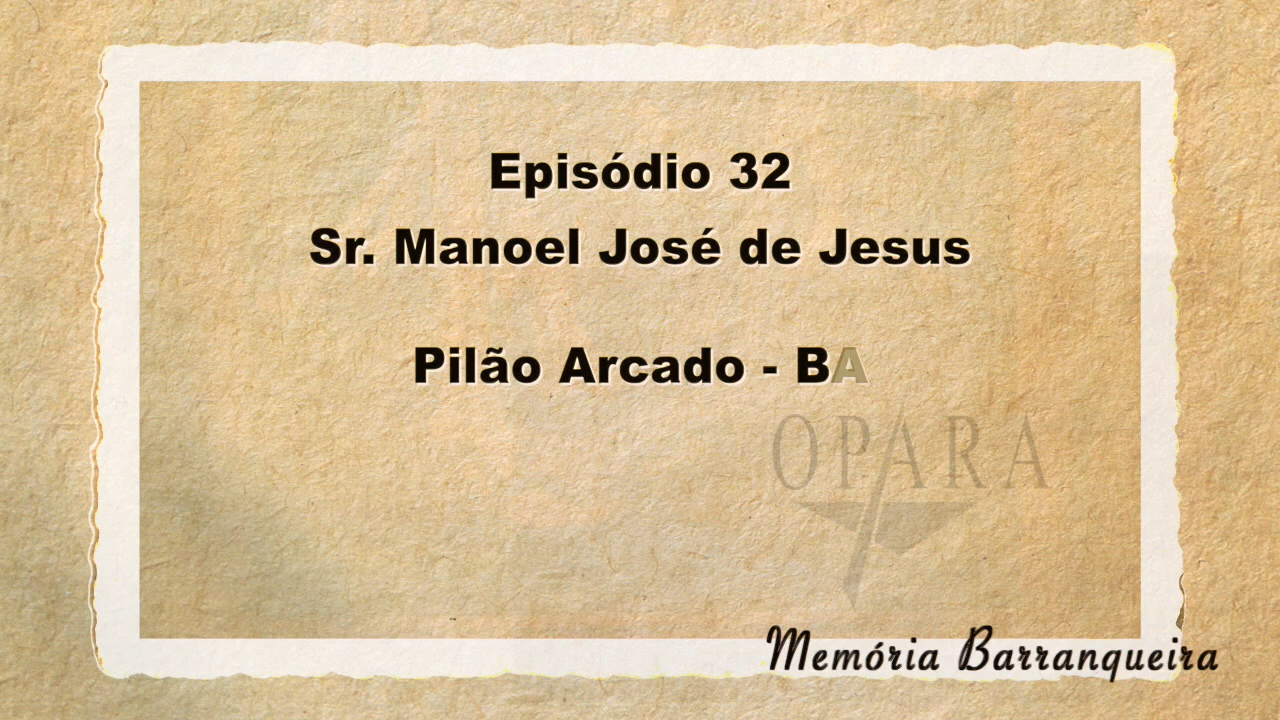 Episódio 32
Sr. Manoel José de Jesus
Pilão Arcado - BA
OPARA
Memória Barranqueira